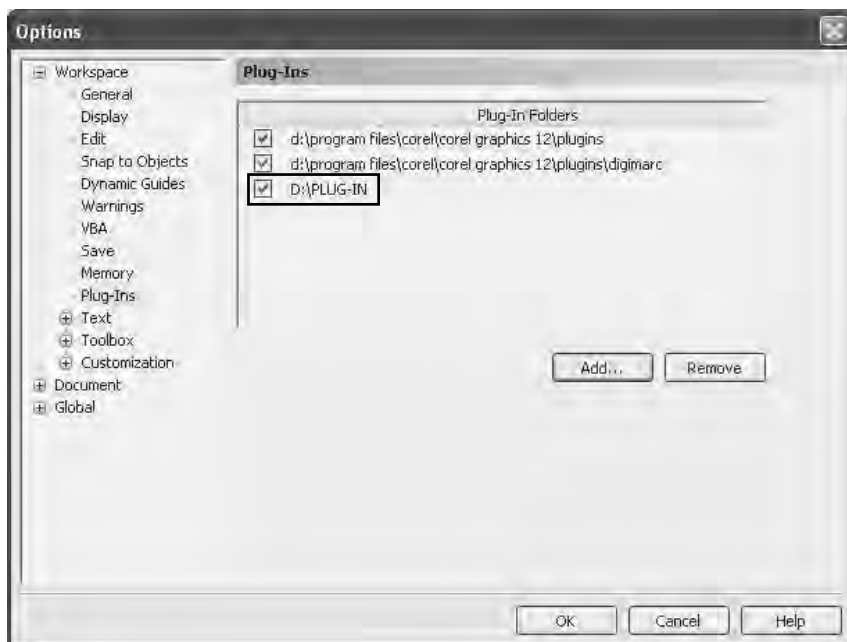 Options
Workspace
General
Display
Edit
Snap to Objects
Dynamic Guides
Warnings
VBA
Save
Memory
Plug-Ins
Text
Toolbox
Customization
Document
Global
Plug-Ins
Plug-In Folders
d:\program files\corel\corel graphics 12\plugins
d:\program files\corel\corel graphics 12\plugins\digimarc
D:\PLUG-IN
Add... Remove
OK Cancel Help